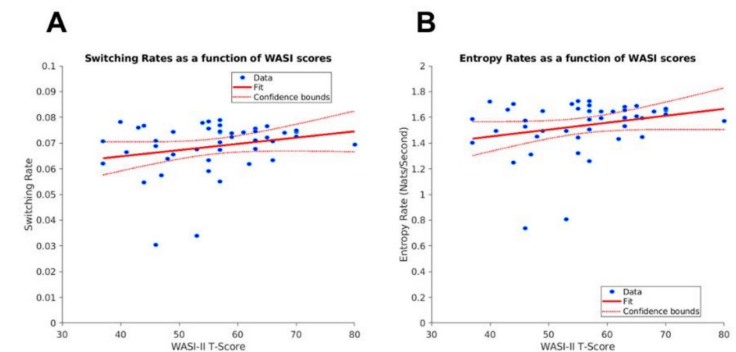 A
B
Switching Rates as a function of WASI scores
Entropy Rates as a function of WASI scores
0.1
0.09
0.08
0.07
0.06
0.05
0.04
0.03
0.02
0.01
0
Switching Rate
Data
Fit
Confidence bounds
30
40
50
60
70
80
WASI-II T-Score
2
1.8
1.6
1.4
1.2
1
0.8
0.6
0.4
0.2
0
Entropy Rate (Nats/Second)
Data
Fit
Confidence bounds
30
40
50
60
70
80
WASI-II T-Score